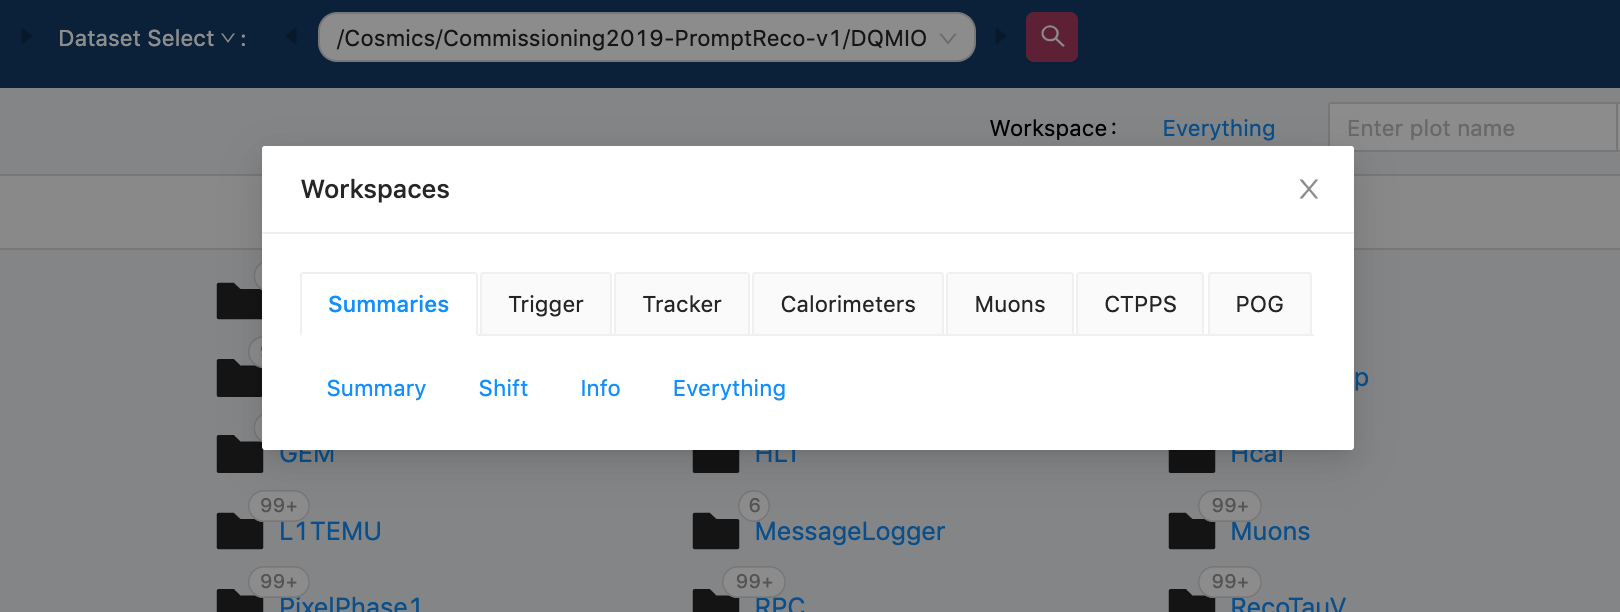 Dataset Select :
/Cosmics/Commissioning2019-PromptReco-v1/DQMIO
Workspace: Everything Enter plot name
Workspaces
Summaries Trigger Tracker Calorimeters Muons CTPPS POG
Summary Shift Info Everything
GEM HLT Hcal
99+ 6 99+
L1TEMU MessageLogger Muons
99+ 99+ 99+
PixelPhase1 RPC RecoTauV